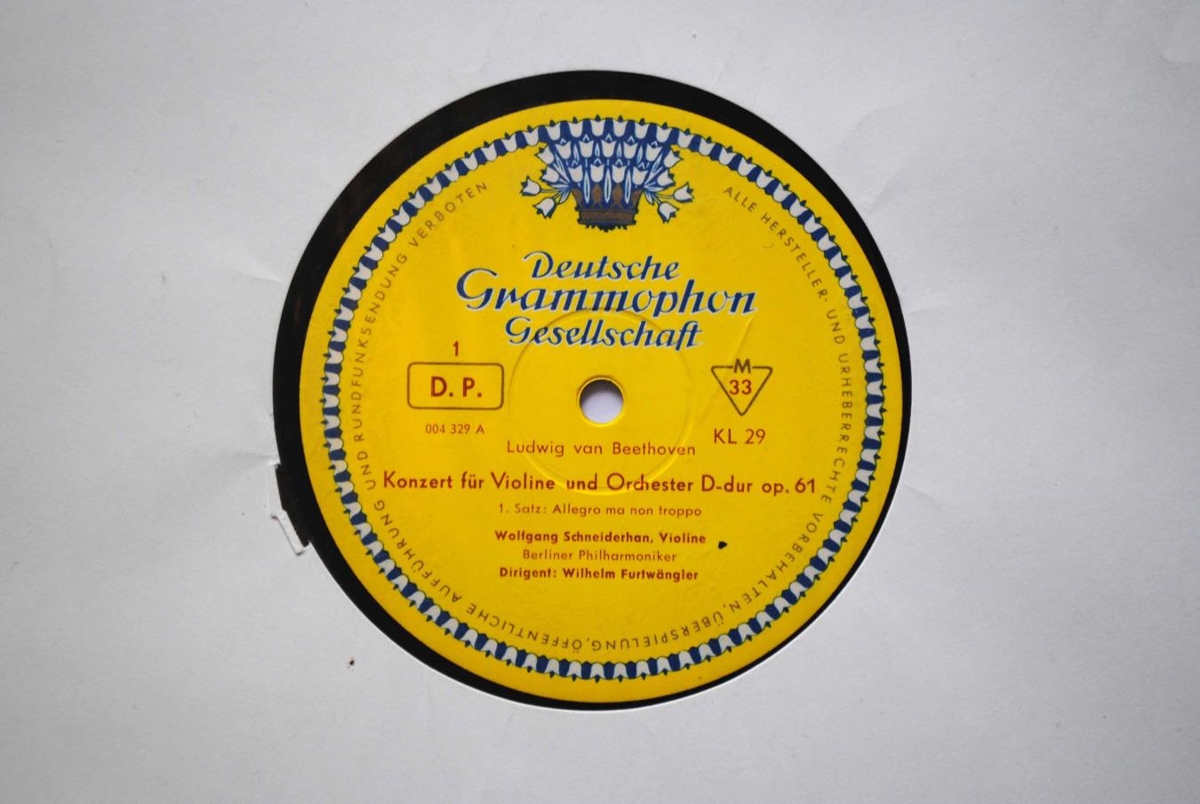 Deutsche
Grammophon
Gesellschaft
1
D. P.
004 329 A
M
33
KL 29
Ludwig van Beethoven
Konzert für Violine und Orchester D-dur op. 61
1. Satz: Allegro ma non troppo
Wolfgang Schneiderhan, Violine
Berliner Philharmoniker
Dirigent: Wilhelm Furtwängler
ALLE HERSTELLER- UND URHEBERRECHTE VORBEHALTEN, ÜBERSPIELUNG, ÖFFENTLICHE AUFFÜHRUNG UND RUNDFUNKSENDUNG VERBOTEN